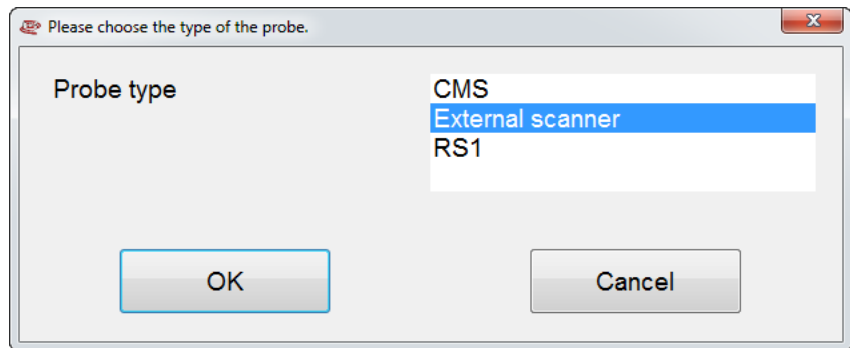 Please choose the type of the probe.
Probe type
CMS
External scanner
RS1
OK
Cancel